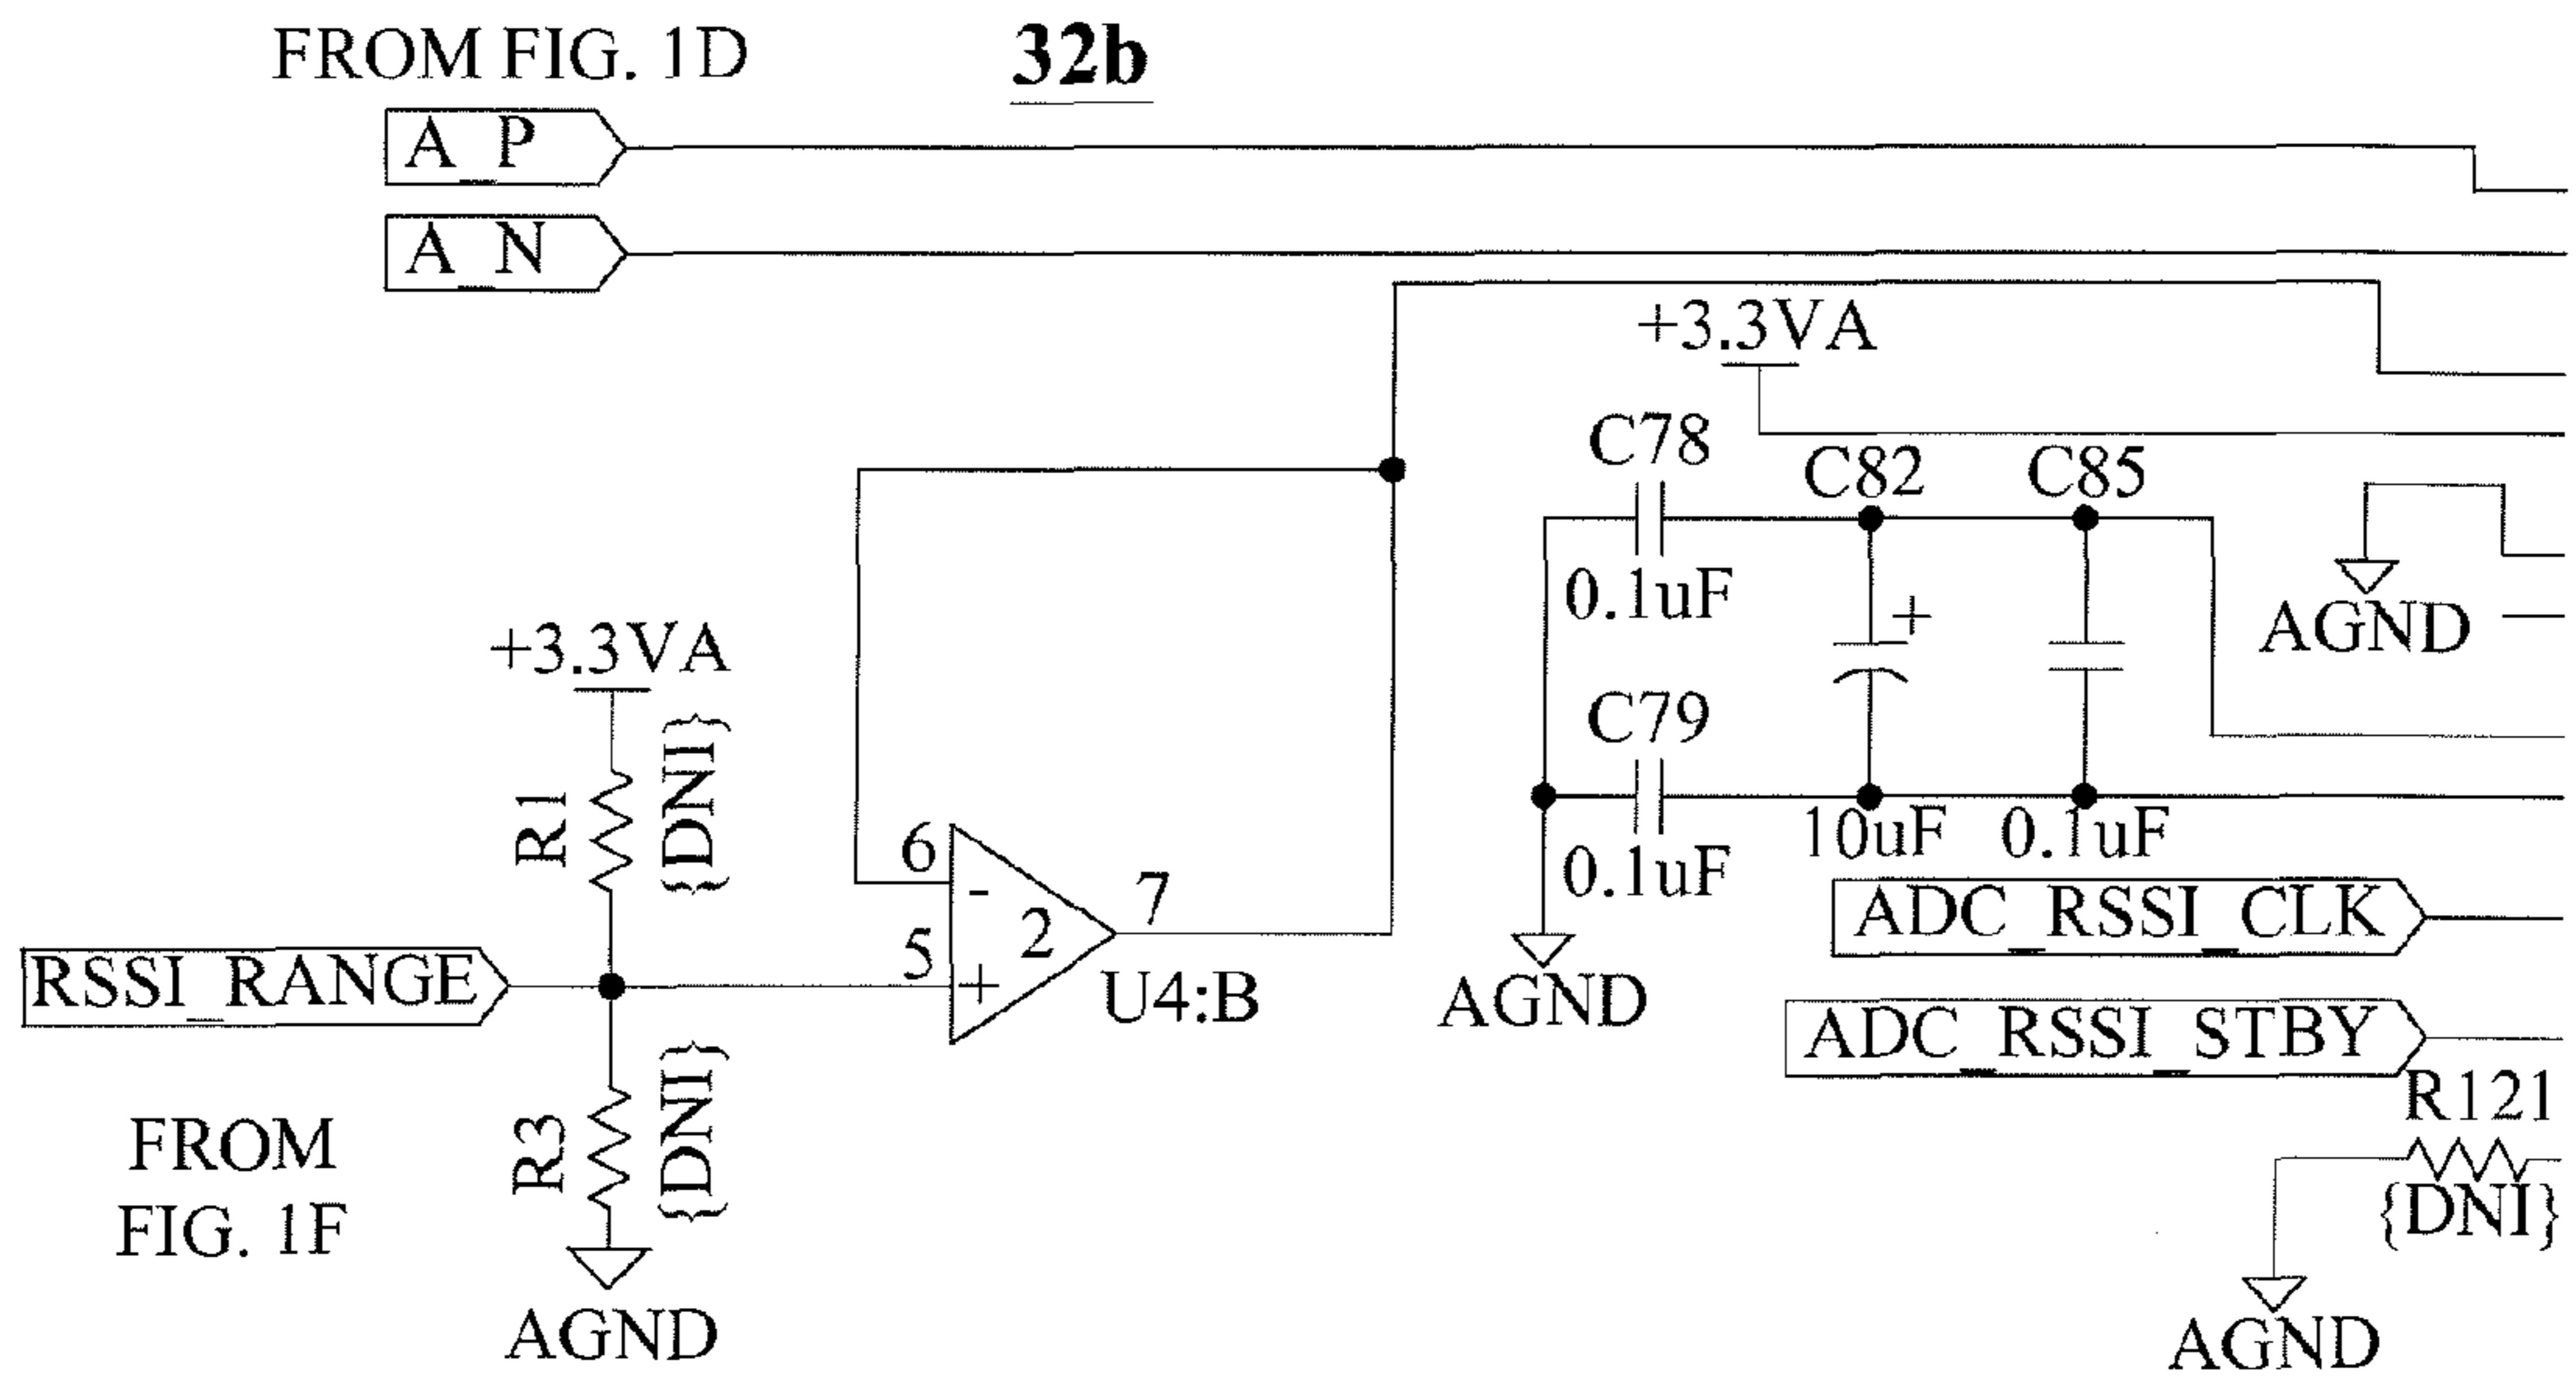 FROM FIG. 1D
32b
A_P
A_N
+3.3VA
C78
C82
C85
0.1uF
AGND
+3.3VA
R1
{DNI}
C79
0.1uF
10uF
0.1uF
6
-
2
7
5
+
U4:B
+
RSSI_RANGE
AGND
ADC_RSSI_CLK
ADC_RSSI_STBY
R121
{DNI}
FROM
FIG. 1F
R3
{DNI}
AGND
AGND